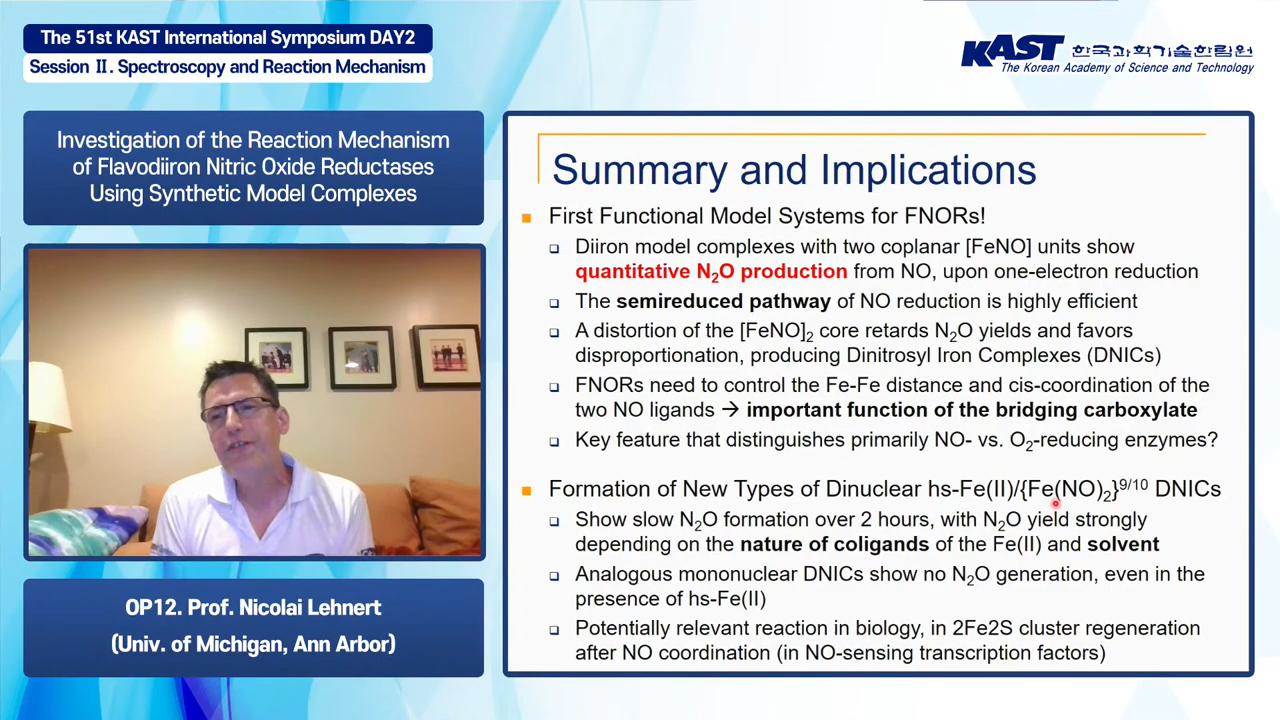 The 51st KAST International Symposium DAY2
Session Ⅱ. Spectroscopy and Reaction Mechanism
KAST 한국과학기술한림원
The Korean Academy of Science and Technology
Investigation of the Reaction Mechanism
of Flavodiiron Nitric Oxide Reductases
Using Synthetic Model Complexes
OP12. Prof. Nicolai Lehnert
(Univ. of Michigan, Ann Arbor)
Summary and Implications
First Functional Model Systems for FNORs!
Diiron model complexes with two coplanar [FeNO] units show
quantitative N₂O production from NO, upon one-electron reduction
The semireduced pathway of NO reduction is highly efficient
A distortion of the [FeNO]₂ core retards N₂O yields and favors
disproportionation, producing Dinitrosyl Iron Complexes (DNICs)
FNORs need to control the Fe-Fe distance and cis-coordination of the
two NO ligands → important function of the bridging carboxylate
Key feature that distinguishes primarily NO- vs. O₂-reducing enzymes?
Formation of New Types of Dinuclear hs-Fe(II)/{Fe(NO)₂}⁹ᐟ¹⁰ DNICs
Show slow N₂O formation over 2 hours, with N₂O yield strongly
depending on the nature of coligands of the Fe(II) and solvent
Analogous mononuclear DNICs show no N₂O generation, even in the
presence of hs-Fe(II)
Potentially relevant reaction in biology, in 2Fe2S cluster regeneration
after NO coordination (in NO-sensing transcription factors)